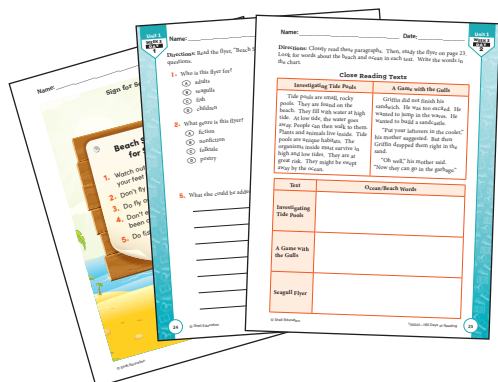 Name:
Sign for S
Beach S
for S
1. Watch out
your feet
2. Don't fly
3. Do fly o
4. Don't e
been
5. Do fis
© Shell Education
Unit 1
WEEK 2
DAY
1
Name:
Directions: Read the flyer, "Beach S
questions.
1. Who is this flyer for?
A adults
B seagulls
C fish
D children
2. What genre is this flyer?
A fiction
B nonfiction
C folktale
D poetry
5. What else could be added
24
© Shell Education
Unit 1
WEEK 2
DAY
2
Name: Date:
Directions: Closely read these paragraphs. Then, study the flyer on page 23.
Look for words about the beach and ocean in each text. Write the words in
the chart.
Close Reading Texts
Investigating Tide Pools
Tide pools are small, rocky
pools. They are found on the
beach. They fill with water at high
tide. At low tide, the water goes
away. People can then walk to them.
Plants and animals live inside. Tide
pools are unique habitats. The
organisms inside must survive in
high and low tides. They are at
great risk. They might be swept
away by the ocean.
A Game with the Gulls
Griffin did not finish his
sandwich. He was too excited. He
wanted to jump in the waves. He
wanted to build a sandcastle.
"Put your leftovers in the cooler,"
his mother suggested. But then
Griffin dropped them right in the
sand.
"Oh well," his mother said.
"Now they can go in the garbage."
Text Ocean/Beach Words
Investigating
Tide Pools
A Game with
the Gulls
Seagull Flyer
© Shell Education
180 Days of Reading
25